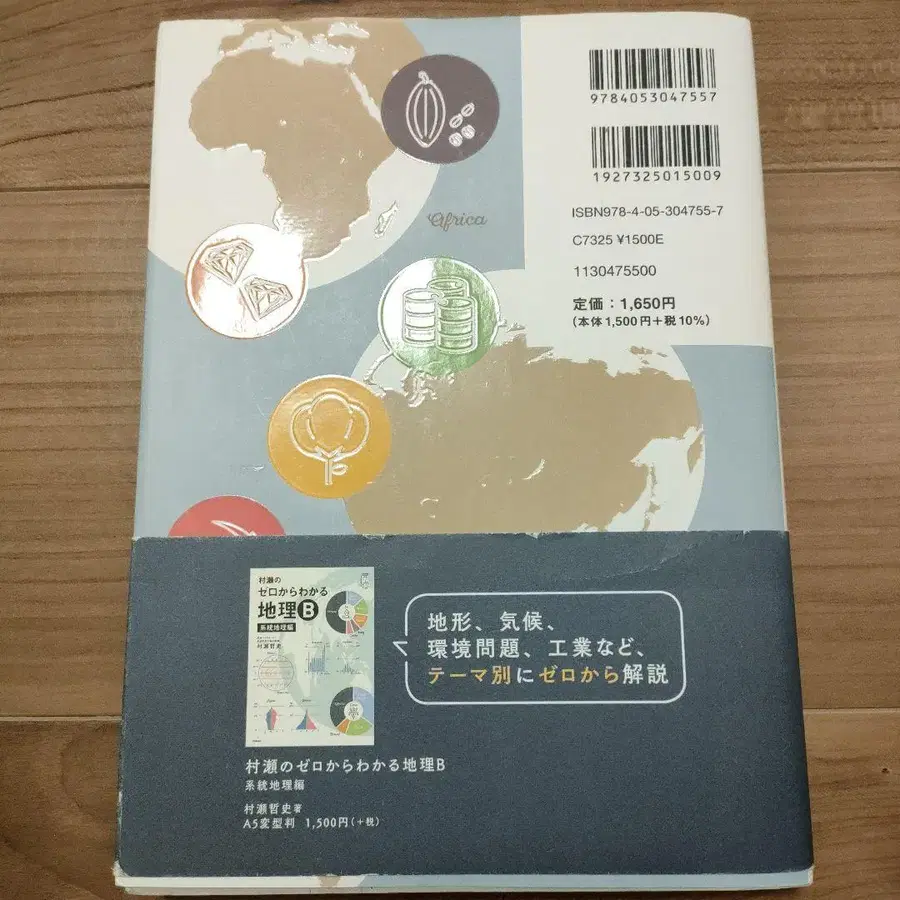 9784053047557
1927325015009
ISBN978-4-05-304755-7
C7325 ¥1500E
1130475500
定価：1,650円
（本体1,500円＋税10%）
Africa
村瀬の
ゼロからわかる
地理B
系統地理編
村瀬哲史
地形、気候、
環境問題、工業など、
テーマ別にゼロから解説
村瀬のゼロからわかる地理B
系統地理編
村瀬哲史著
A5変型判 1,500円（＋税）